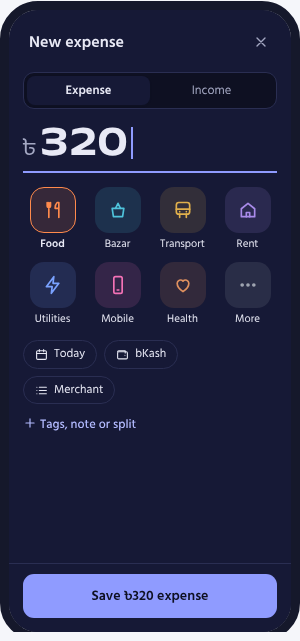 New expense
Expense Income
৳ 320
Food Bazar Transport Rent
Utilities Mobile Health More
Today bKash
Merchant
+ Tags, note or split
Save ৳320 expense